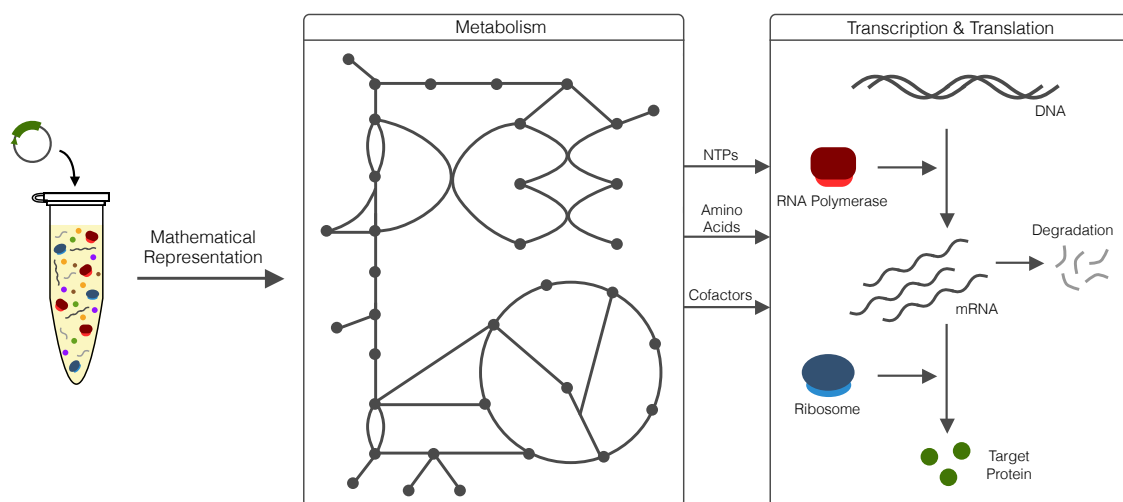 Metabolism
Transcription & Translation
DNA
NTPs
RNA Polymerase
Amino
Acids
Degradation
Mathematical
Representation
Cofactors
mRNA
Ribosome
Target
Protein